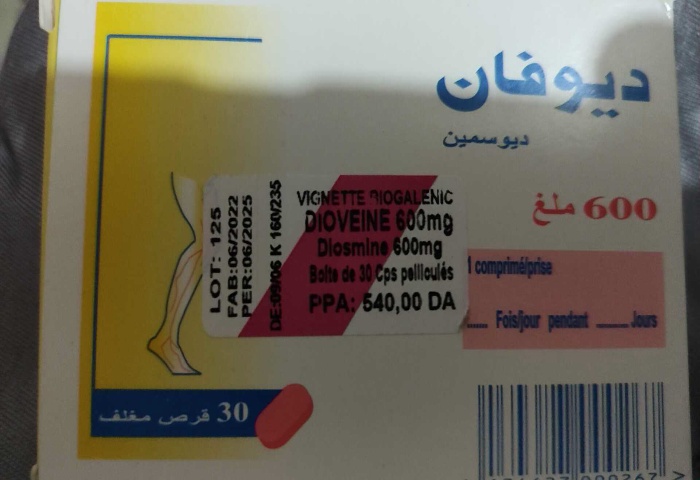 ديوفان
ديوسمين
600 ملغ
VIGNETTE BIOGALENIC
DIOVEINE 600mg
Diosmine 600mg
Boite de 30 Cps pelliculés
PPA: 540,00 DA
LOT: 125
FAB:06/2022
PER:06/2025
DE:09/06 K 160/235
1 comprimé/prise
...... Fois/jour pendant ........ Jours
30 قرص مغلف